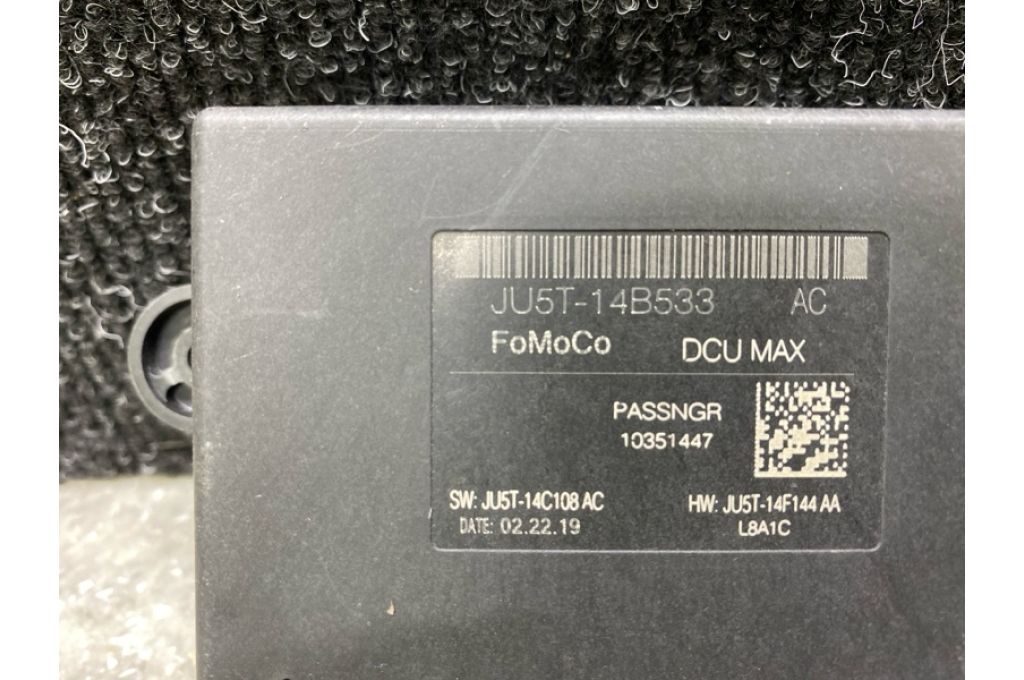 JU5T-14B533 AC
FoMoCo DCU MAX
PASSNGR
10351447
SW: JU5T-14C108 AC HW: JU5T-14F144 AA
DATE: 02.22.19 L8A1C